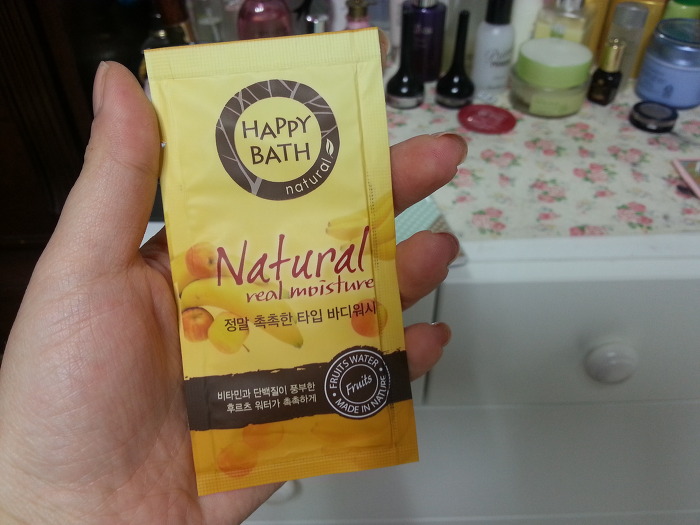 HAPPY
BATH
natural
Natural
real moisture
정말 촉촉한 타입 바디워시
비타민과 단백질이 풍부한
후르츠 워터가 촉촉하게
FRUITS WATER
Fruits
MADE IN NATURE